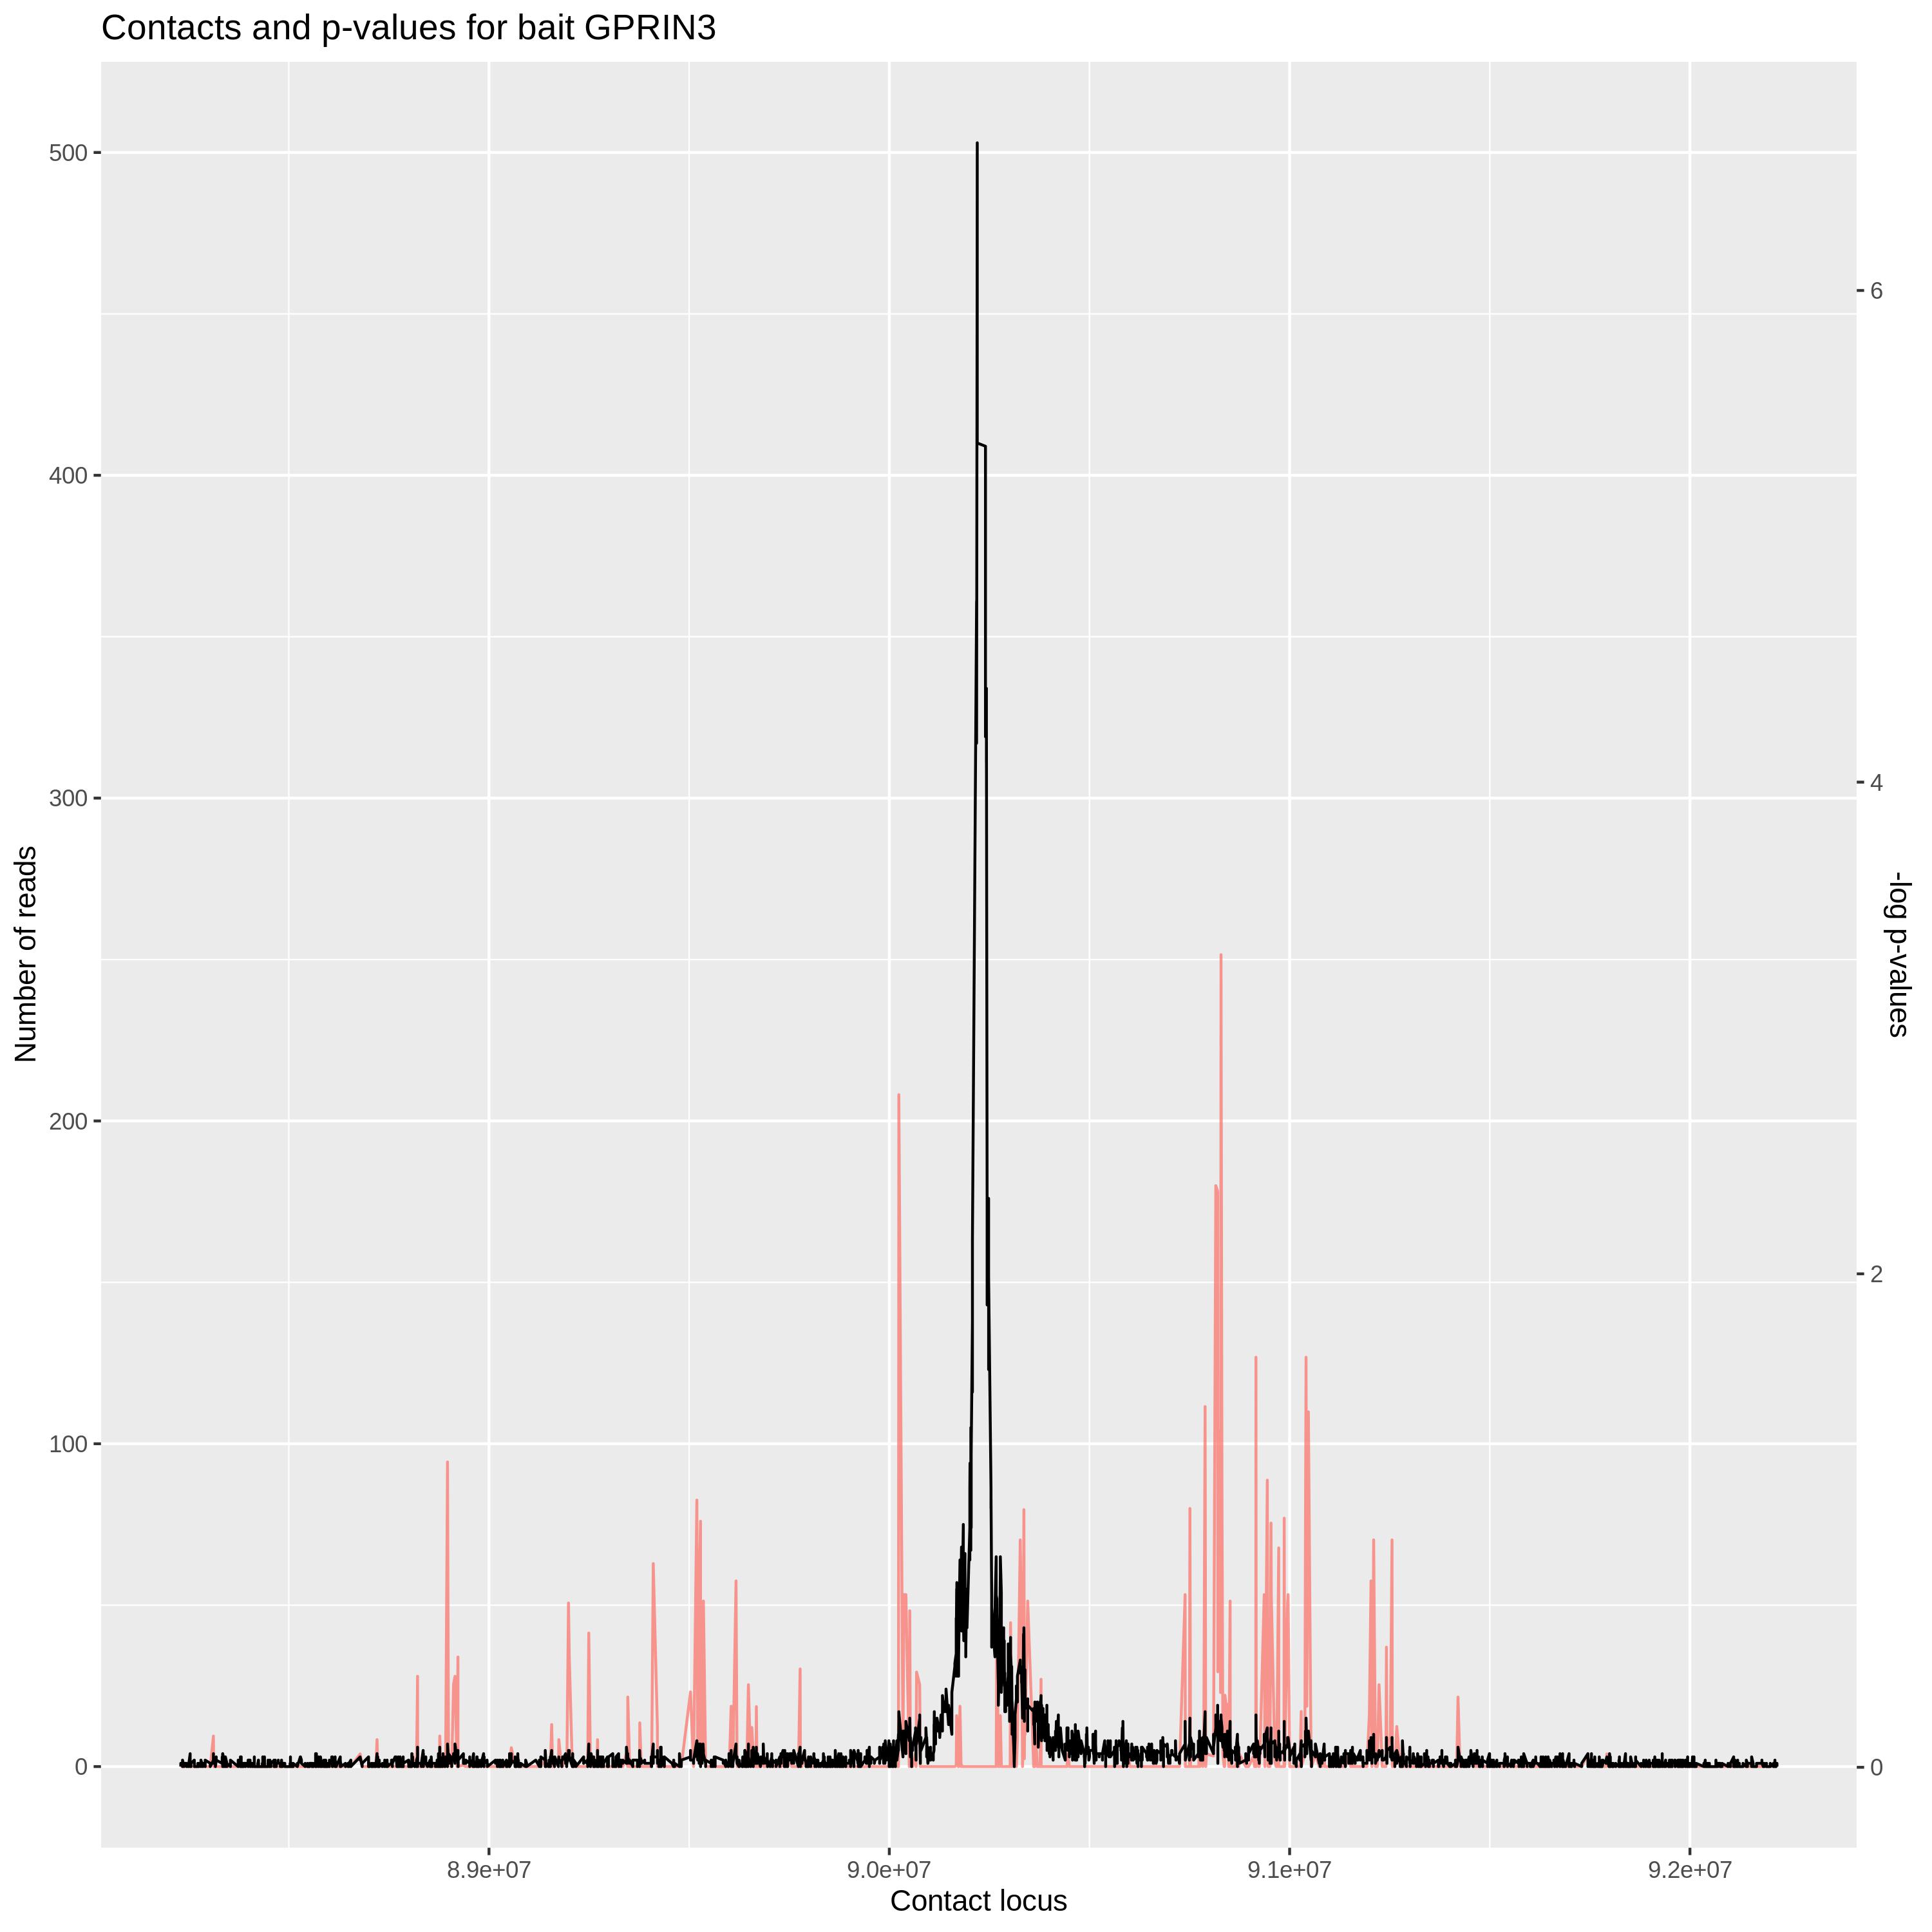 Contacts and p-values for bait GPRIN3
500
400
300
200
100
0
Number of reads
6
4
2
0
-log p-values
8.9e+07
9.0e+07
9.1e+07
9.2e+07
Contact locus